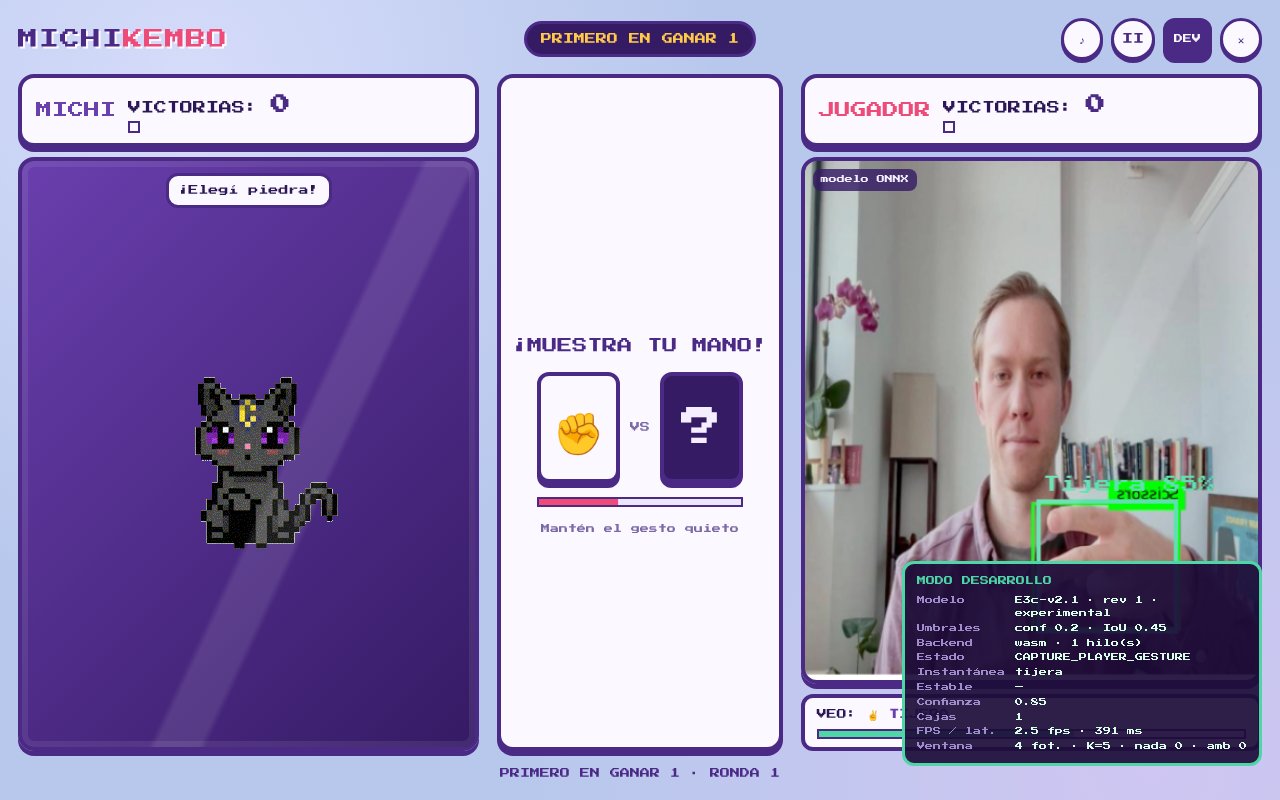 MICHIKEMBO
PRIMERO EN GANAR 1
♪
II
DEV
×
MICHI
VICTORIAS: 0
JUGADOR
VICTORIAS: 0
¡Elegí piedra!
¡MUESTRA TU MANO!
VS
?
Mantén el gesto quieto
modelo ONNX
Tijera 85%
scissors
MODO DESARROLLO
Modelo E3c-v2.1 · rev 1 · experimental
Umbrales conf 0.2 · IoU 0.45
Backend wasm · 1 hilo(s)
Estado CAPTURE_PLAYER_GESTURE
Instantánea tijera
Estable —
Confianza 0.85
Cajas 1
FPS / lat. 2.5 fps · 391 ms
Ventana 4 fot. · K=5 · nada 0 · amb 0
VEO: ✌
PRIMERO EN GANAR 1 · RONDA 1